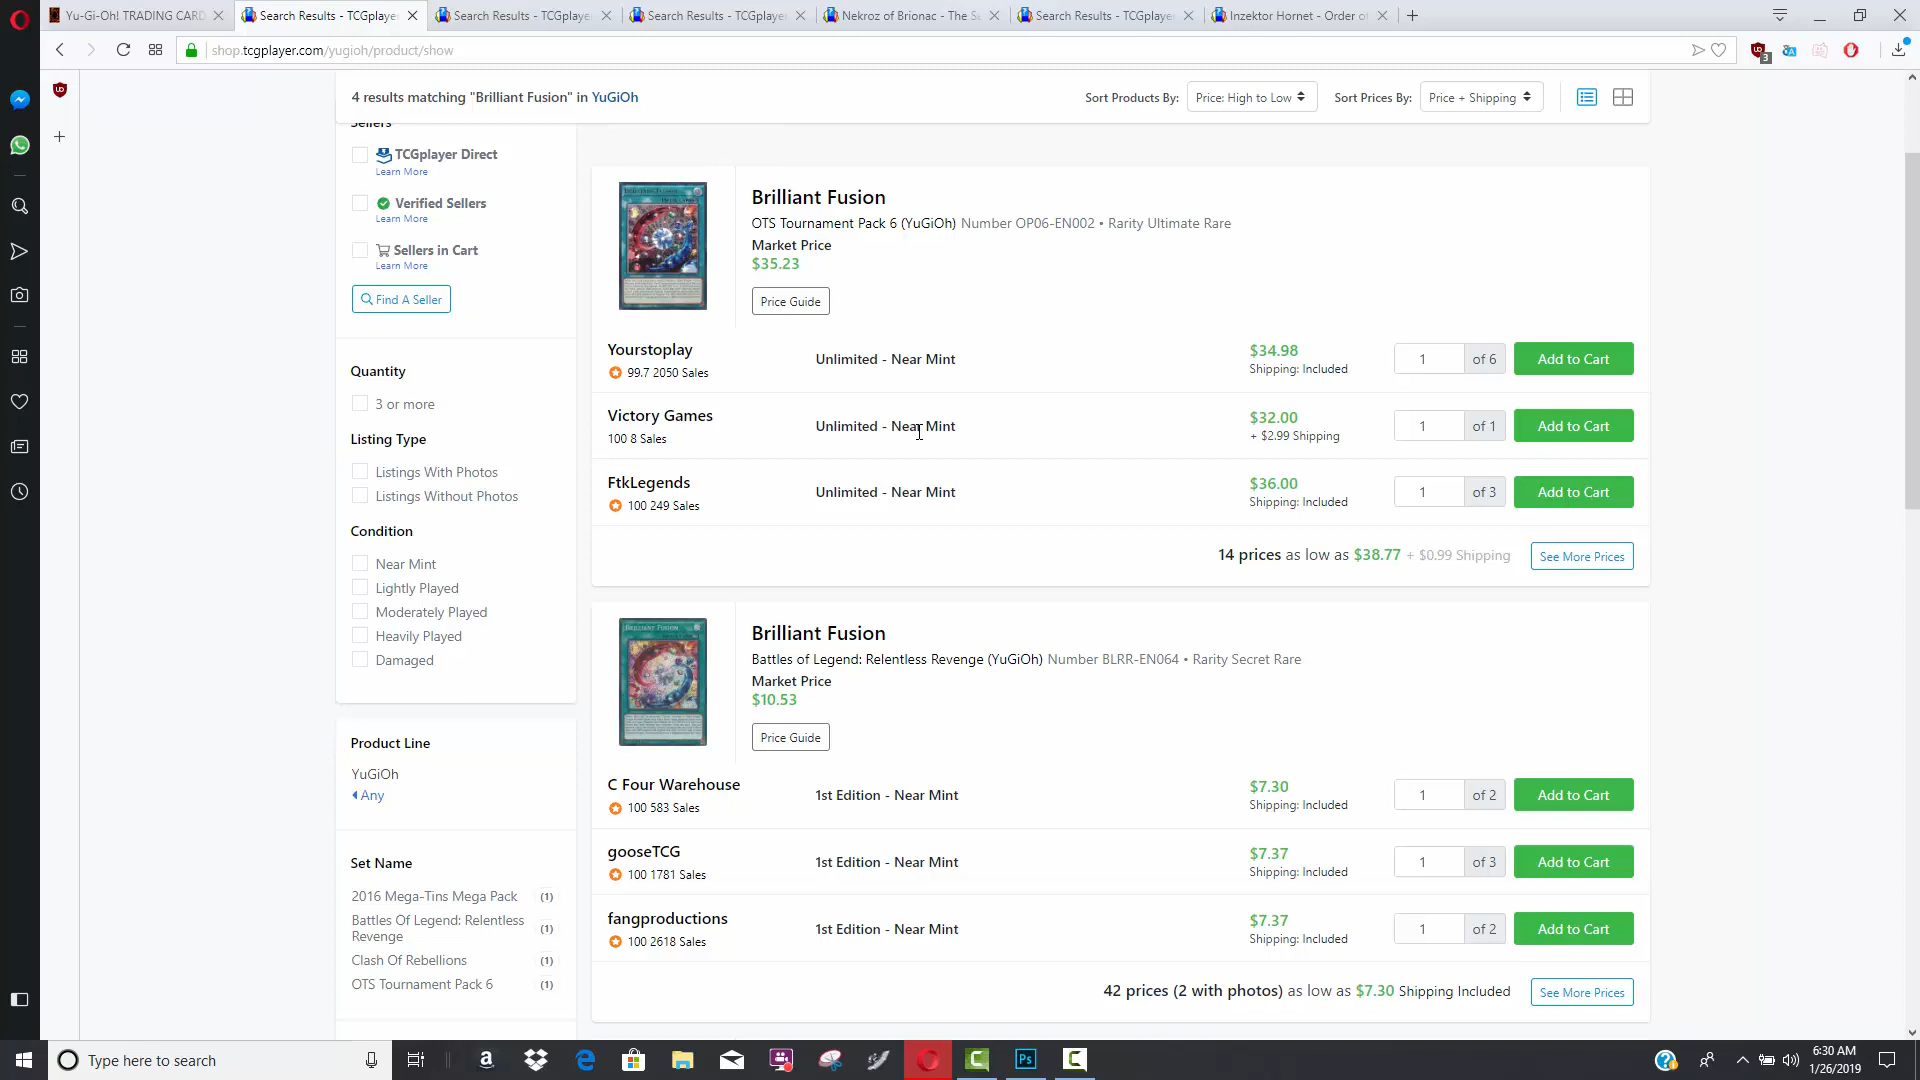 Yu-Gi-Oh! TRADING CARD
Search Results - TCGplayer
Search Results - TCGplaye
Search Results - TCGplaye
Nekroz of Brionac - The S
Search Results - TCGplaye
Inzektor Hornet - Order o
shop.tcgplayer.com/yugioh/product/show
3
4 results matching "Brilliant Fusion" in YuGiOh
Sort Products By:
Price: High to Low
Sort Prices By:
Price + Shipping
Sellers
TCGplayer Direct
Learn More
Verified Sellers
Learn More
Sellers in Cart
Learn More
Find A Seller
Quantity
3 or more
Listing Type
Listings With Photos
Listings Without Photos
Condition
Near Mint
Lightly Played
Moderately Played
Heavily Played
Damaged
Product Line
YuGiOh
Any
Set Name
2016 Mega-Tins Mega Pack (1)
Battles Of Legend: Relentless
Revenge (1)
Clash Of Rebellions (1)
OTS Tournament Pack 6 (1)
Brilliant Fusion
OTS Tournament Pack 6 (YuGiOh) Number OP06-EN002 • Rarity Ultimate Rare
Market Price
$35.23
Price Guide
Yourstoplay
99.7 2050 Sales
Unlimited - Near Mint
$34.98
Shipping: Included
1 of 6
Add to Cart
Victory Games
100 8 Sales
Unlimited - Near Mint
$32.00
+ $2.99 Shipping
1 of 1
Add to Cart
FtkLegends
100 249 Sales
Unlimited - Near Mint
$36.00
Shipping: Included
1 of 3
Add to Cart
14 prices as low as $38.77 + $0.99 Shipping
See More Prices
BRILLIANT FUSION
Brilliant Fusion
Battles of Legend: Relentless Revenge (YuGiOh) Number BLRR-EN064 • Rarity Secret Rare
Market Price
$10.53
Price Guide
C Four Warehouse
100 583 Sales
1st Edition - Near Mint
$7.30
Shipping: Included
1 of 2
Add to Cart
gooseTCG
100 1781 Sales
1st Edition - Near Mint
$7.37
Shipping: Included
1 of 3
Add to Cart
fangproductions
100 2618 Sales
1st Edition - Near Mint
$7.37
Shipping: Included
1 of 2
Add to Cart
42 prices (2 with photos) as low as $7.30 Shipping Included
See More Prices
Type here to search
Ps
6:30 AM
1/26/2019